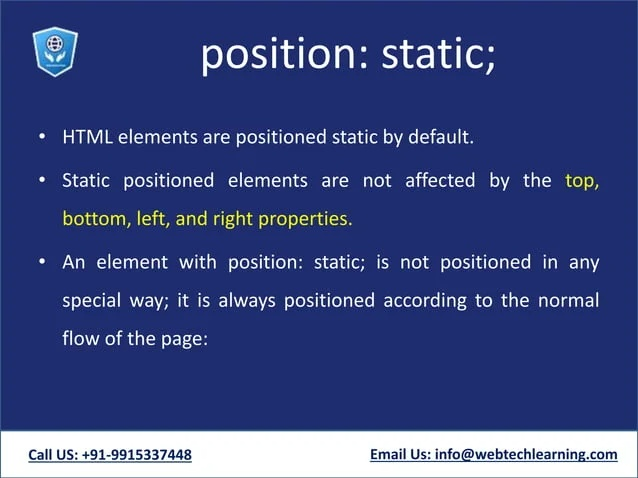 position: static;
• HTML elements are positioned static by default.
• Static positioned elements are not affected by the top,
bottom, left, and right properties.
• An element with position: static; is not positioned in any
special way; it is always positioned according to the normal
flow of the page:
Call US: +91-9915337448
Email Us: info@webtechlearning.com